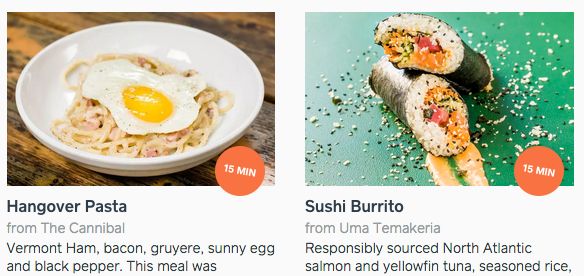 15 MIN
Hangover Pasta
from The Cannibal
Vermont Ham, bacon, gruyere, sunny egg
and black pepper. This meal was
15 MIN
Sushi Burrito
from Uma Temakeria
Responsibly sourced North Atlantic
salmon and yellowfin tuna, seasoned rice,